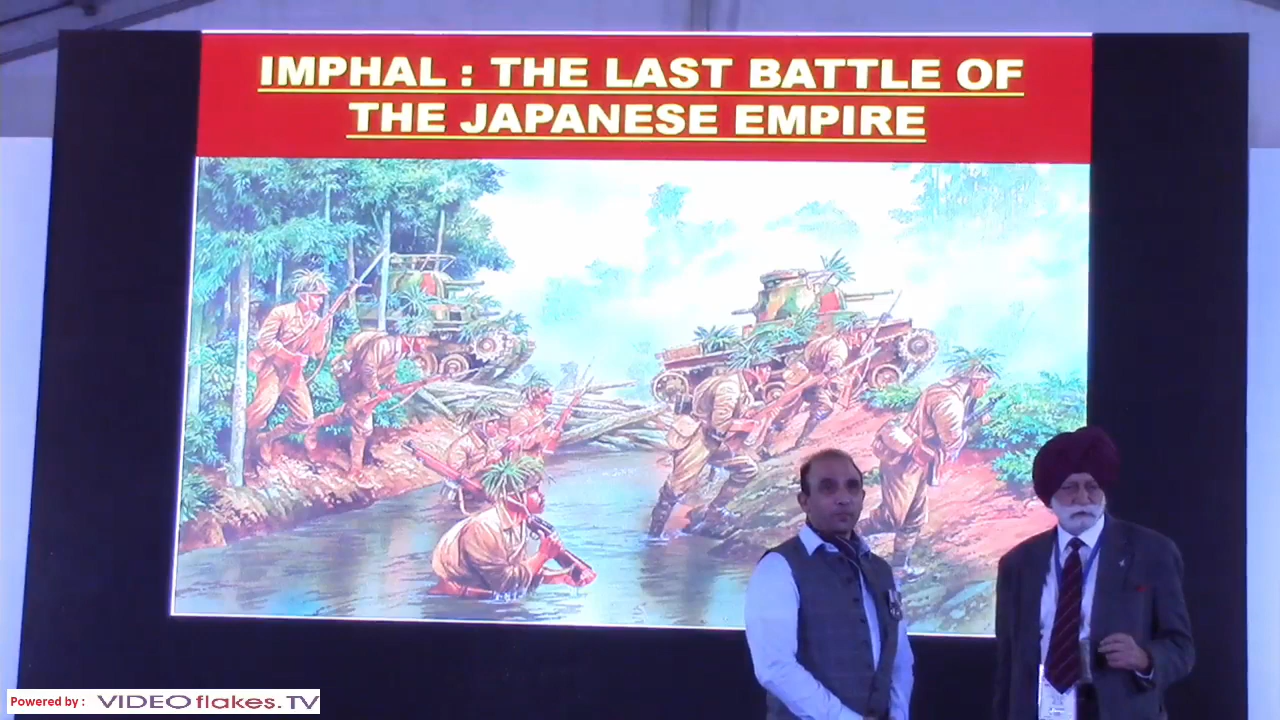 IMPHAL : THE LAST BATTLE OF
THE JAPANESE EMPIRE
Powered by : VIDEOflakes.TV